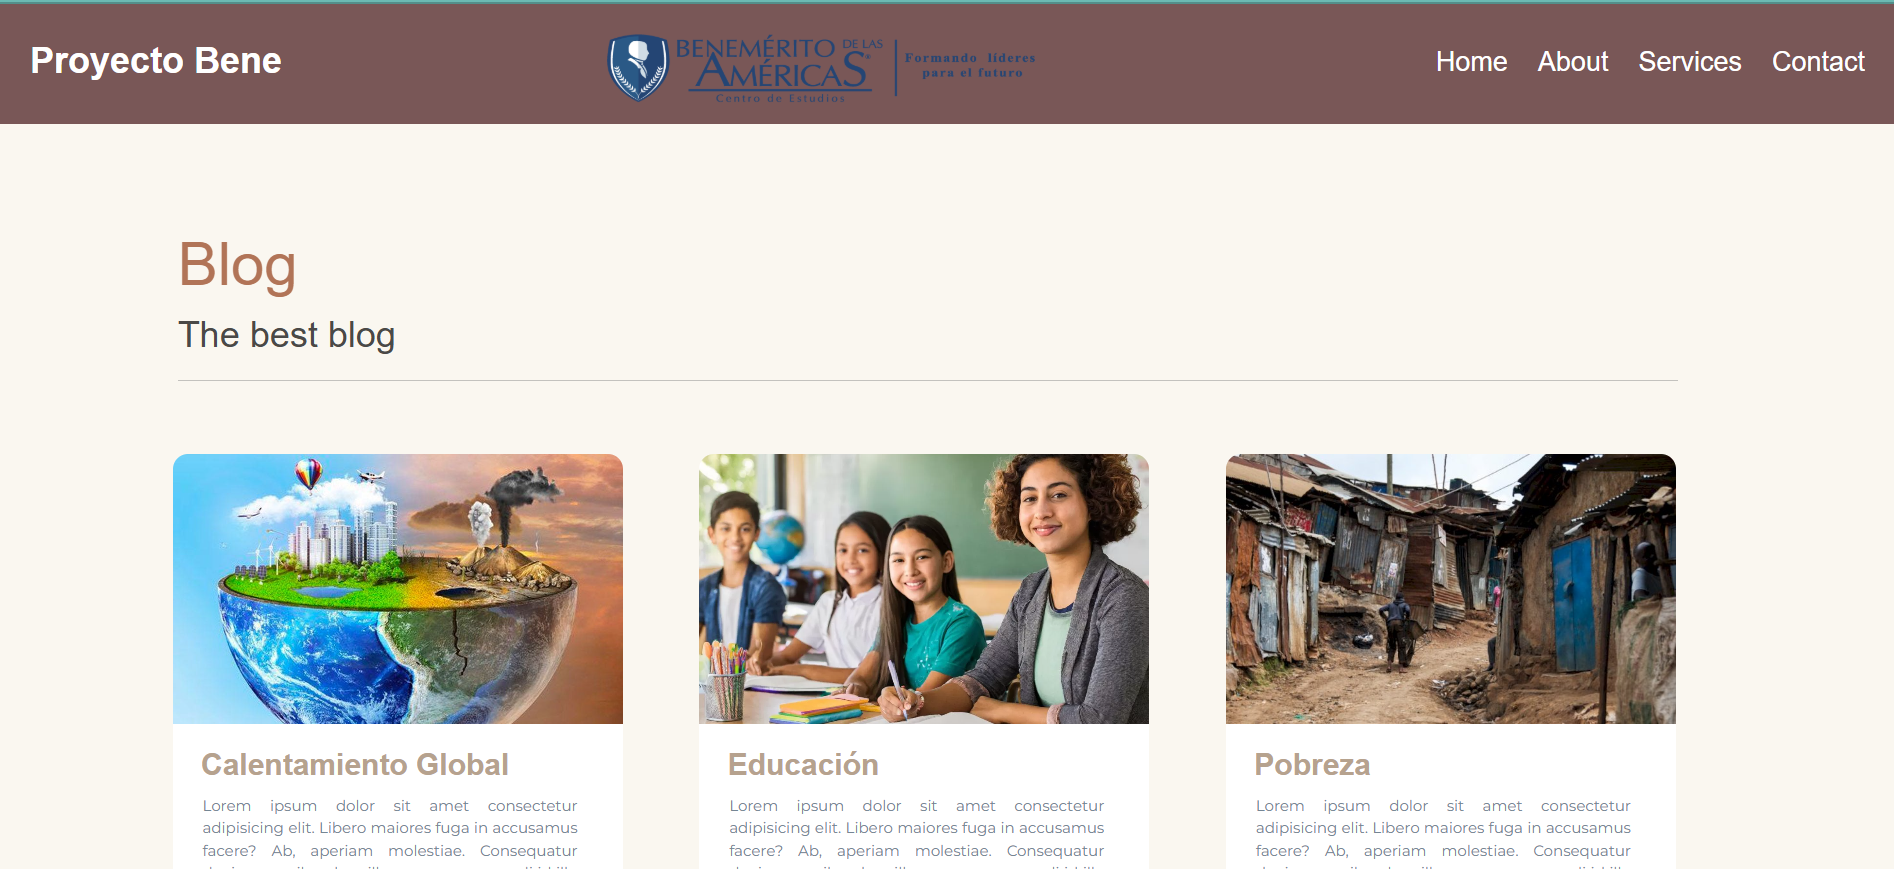 Proyecto Bene
BENEMÉRITO DE LAS
AMÉRICAS®
Centro de Estudios
Formando líderes
para el futuro
Home About Services Contact
Blog
The best blog
Calentamiento Global
Lorem ipsum dolor sit amet consectetur
adipisicing elit. Libero maiores fuga in accusamus
facere? Ab, aperiam molestiae. Consequatur
Educación
Lorem ipsum dolor sit amet consectetur
adipisicing elit. Libero maiores fuga in accusamus
facere? Ab, aperiam molestiae. Consequatur
Pobreza
Lorem ipsum dolor sit amet consectetur
adipisicing elit. Libero maiores fuga in accusamus
facere? Ab, aperiam molestiae. Consequatur